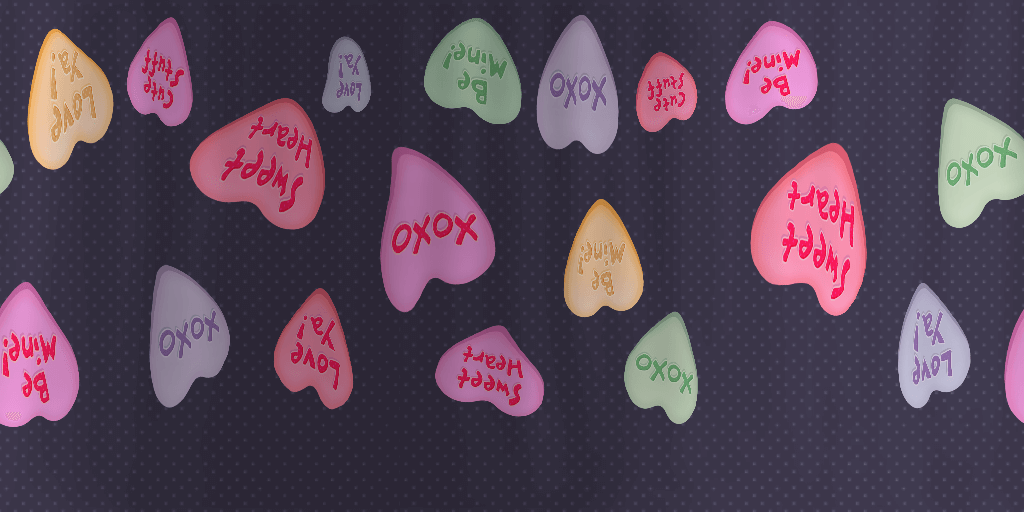 Love
Ya!
Cute
Stuff
Love
Ya!
Be
Mine!
XOXO
Cute
Stuff
Be
Mine!
Sweet
Heart
XOXO
XOXO
Sweet
Heart
Be
Mine!
Be
Mine!
XOXO
Love
Ya!
Sweet
Heart
XOXO
Love
Ya!